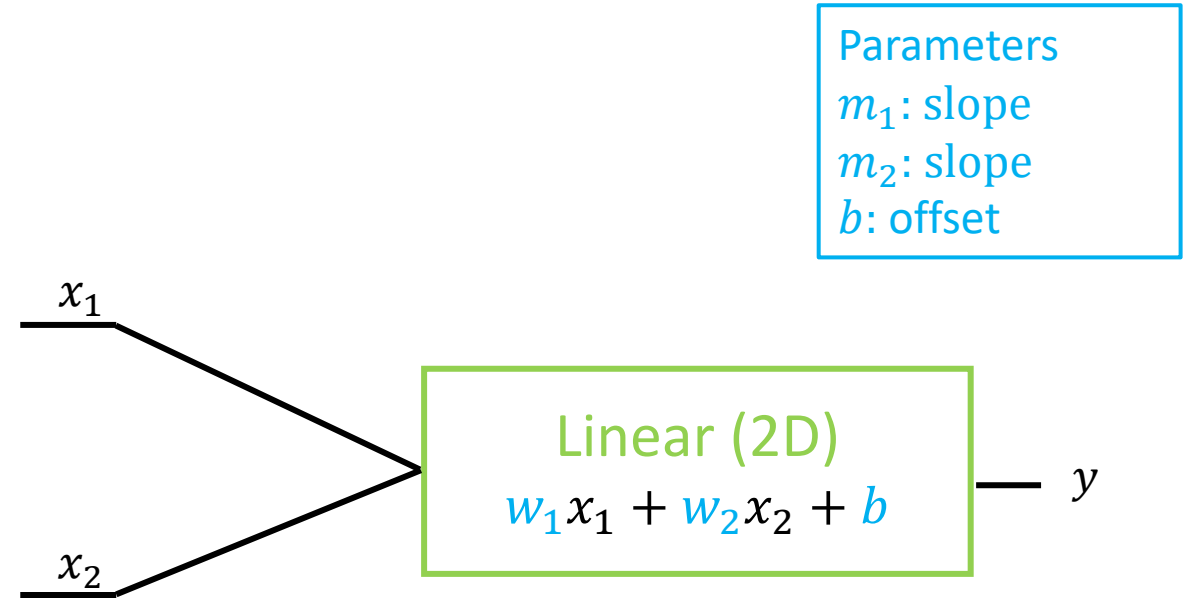 Parameters
m₁: slope
m₂: slope
b: offset
x₁
Linear (2D)
w₁x₁ + w₂x₂ + b
y
x₂